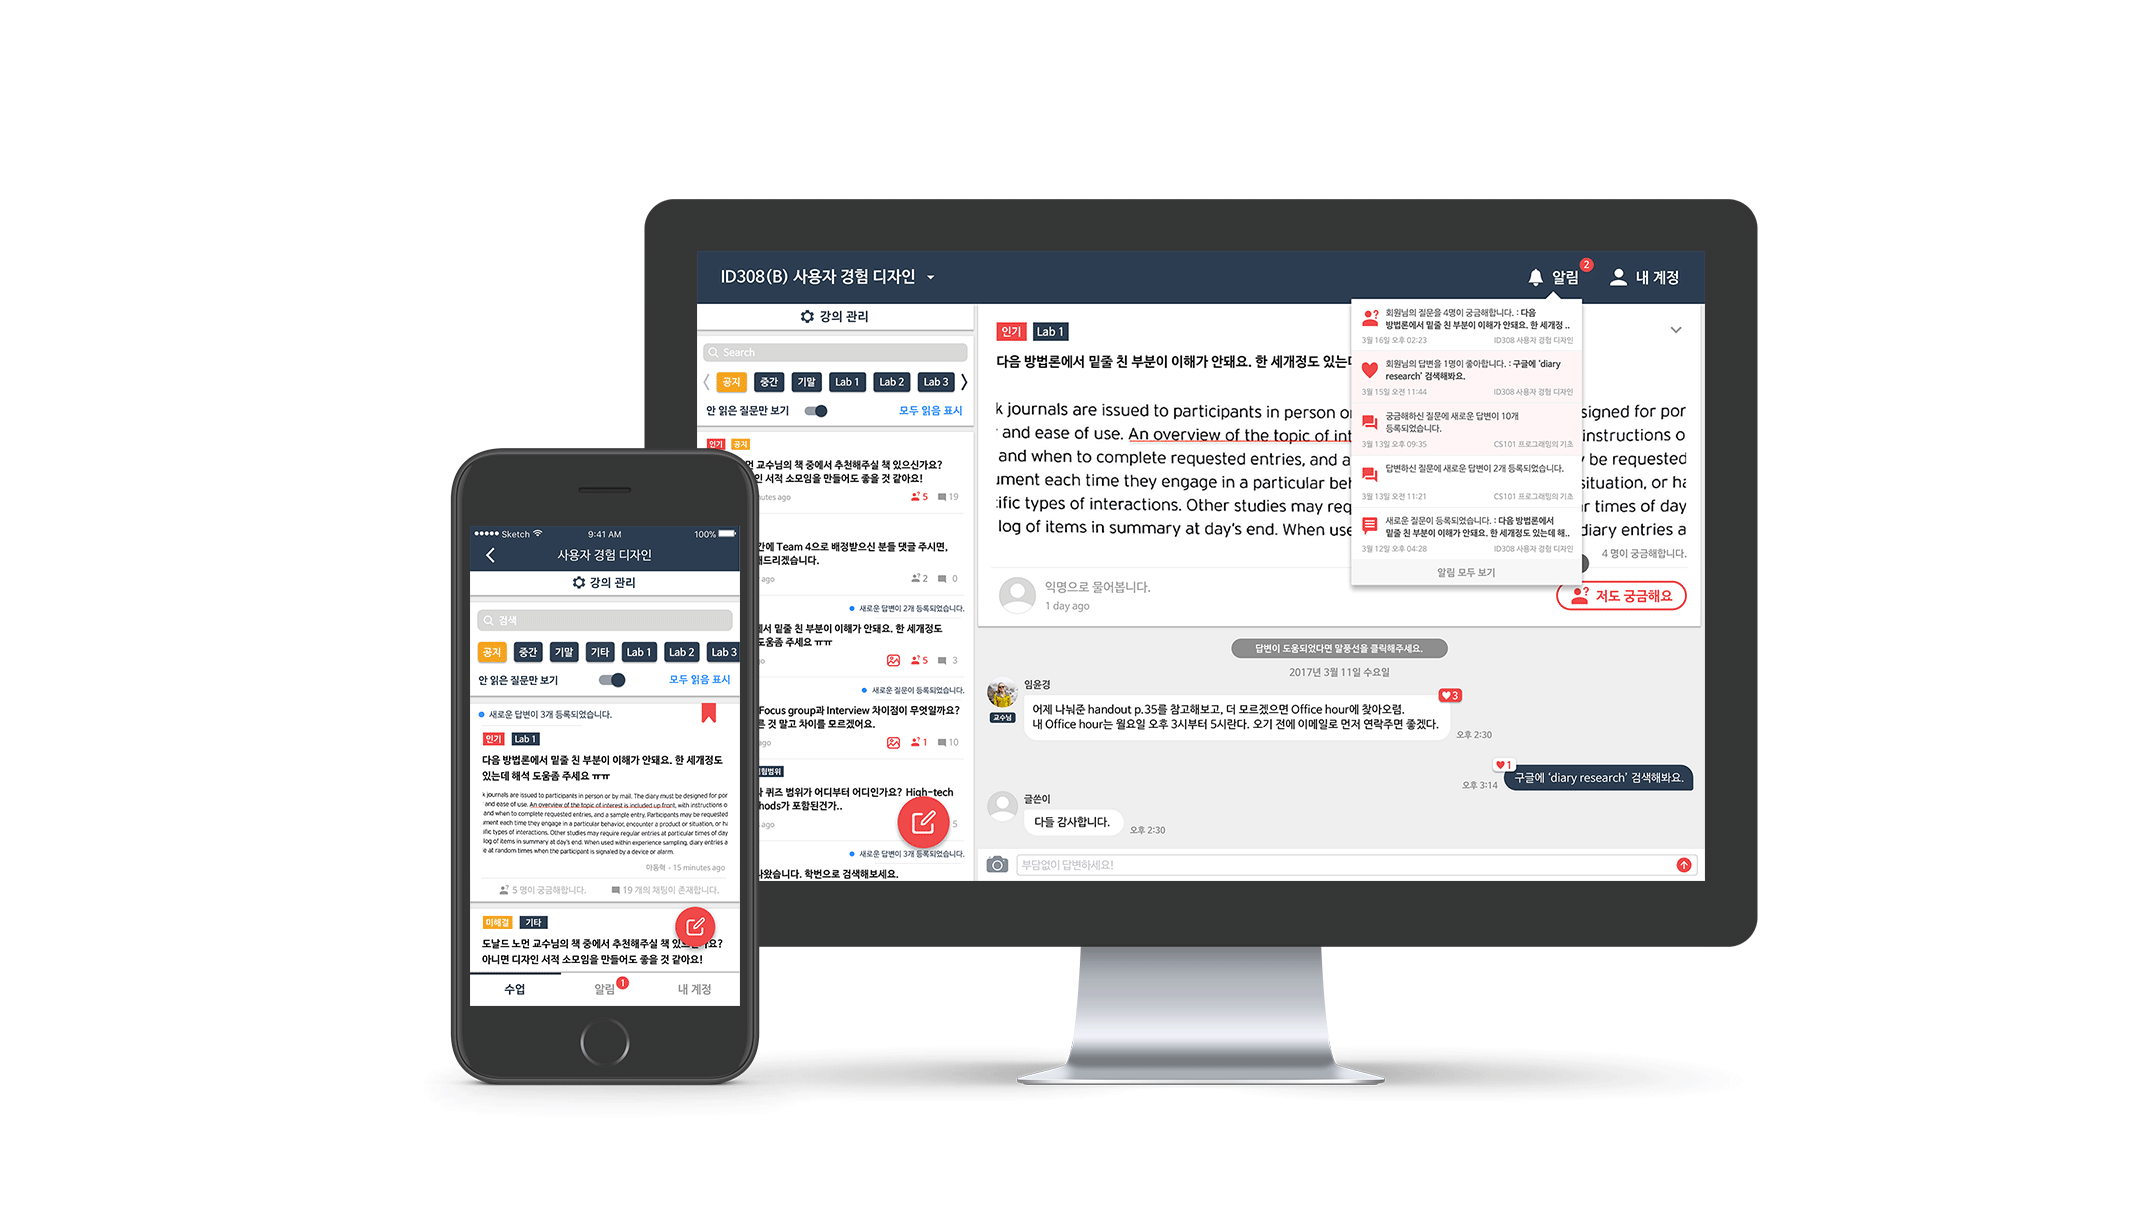 ID308(B) 사용자 경험 디자인
알림
2
내 계정
강의 관리
Search
공지
중간
기말
Lab 1
Lab 2
Lab 3
안 읽은 질문만 보기
모두 읽음 표시
인기
공지
교수님의 책 중에서 추천해주실 책 있으신가요?
인 서적 소모임을 만들어도 좋을 것 같아요!
utes ago
5
19
간에 Team 4으로 배정받으신 분들 댓글 주시면,
해드리겠습니다.
ago
2
0
새로운 답변이 2개 등록되었습니다.
에서 밑줄 친 부분이 이해가 안돼요. 한 세개정도
도움좀 주세요 ㅠㅠ
go
5
3
새로운 질문이 등록되었습니다.
Focus group과 Interview 차이점이 무엇일까요?
른 것 말고 차이를 모르겠어요.
ago
1
10
험범위
퀴즈 범위가 어디부터 어디인가요? High-tech
hods가 포함된건가..
ago
5
새로운 답변이 3개 등록되었습니다.
나왔습니다. 학번으로 검색해보세요.
인기
Lab 1
다음 방법론에서 밑줄 친 부분이 이해가 안돼요. 한 세개정도 있는데
k journals are issued to participants in person o signed for por
and ease of use. An overview of the topic of int instructions o
and when to complete requested entries, and a be requested
ument each time they engage in a particular beh situation, or ha
ific types of interactions. Other studies may req r times of day
log of items in summary at day's end. When use diary entries a
4 명이 궁금해합니다.
익명으로 물어봅니다.
1 day ago
저도 궁금해요
회원님의 질문을 4명이 궁금해합니다. : 다음
방법론에서 밑줄 친 부분이 이해가 안돼요. 한 세개정 ..
3월 16일 오후 02:23
ID308 사용자 경험 디자인
회원님의 답변을 1명이 좋아합니다. : 구글에 'diary
research' 검색해봐요.
3월 15일 오전 11:44
ID308 사용자 경험 디자인
궁금해하신 질문에 새로운 답변이 10개
등록되었습니다.
3월 13일 오후 09:35
CS101 프로그래밍의 기초
답변하신 질문에 새로운 답변이 2개 등록되었습니다.
3월 13일 오전 11:21
CS101 프로그래밍의 기초
새로운 질문이 등록되었습니다. : 다음 방법론에서
밑줄 친 부분이 이해가 안돼요. 한 세개정도 있는데 해..
3월 12일 오후 04:28
ID308 사용자 경험 디자인
알림 모두 보기
답변이 도움되었다면 말풍선을 클릭해주세요.
2017년 3월 11일 수요일
임윤경
교수님
어제 나눠준 handout p.35를 참고해보고, 더 모르겠으면 Office hour에 찾아오렴.
내 Office hour는 월요일 오후 3시부터 5시란다. 오기 전에 이메일로 먼저 연락주면 좋겠다.
3
오후 2:30
1
구글에 'diary research' 검색해봐요.
오후 3:14
글쓴이
다들 감사합니다.
오후 2:30
부담없이 답변하세요!
Sketch
9:41 AM
100%
사용자 경험 디자인
강의 관리
검색
공지
중간
기말
기타
Lab 1
Lab 2
Lab 3
안 읽은 질문만 보기
모두 읽음 표시
새로운 답변이 3개 등록되었습니다.
인기
Lab 1
다음 방법론에서 밑줄 친 부분이 이해가 안돼요. 한 세개정도
있는데 해석 도움좀 주세요 ㅠㅠ
k journals are issued to participants in person or by mail. The diary must be designed for por
and ease of use. An overview of the topic of interest is included up front, with instructions o
and when to complete requested entries, and a sample entry. Participants may be requested
ument each time they engage in a particular behavior, encounter a product or situation, or ha
ific types of interactions. Other studies may require regular entries at particular times of day
log of items in summary at day's end. When used within experience sampling, diary entries a
e at random times when the participant is signaled by a device or alarm.
마동혁 - 15 minutes ago
5 명이 궁금해합니다.
19 개의 채팅이 존재합니다.
미해결
기타
도날드 노먼 교수님의 책 중에서 추천해주실 책 있으신가요?
아니면 디자인 서적 소모임을 만들어도 좋을 것 같아요!
수업
알림
1
내 계정